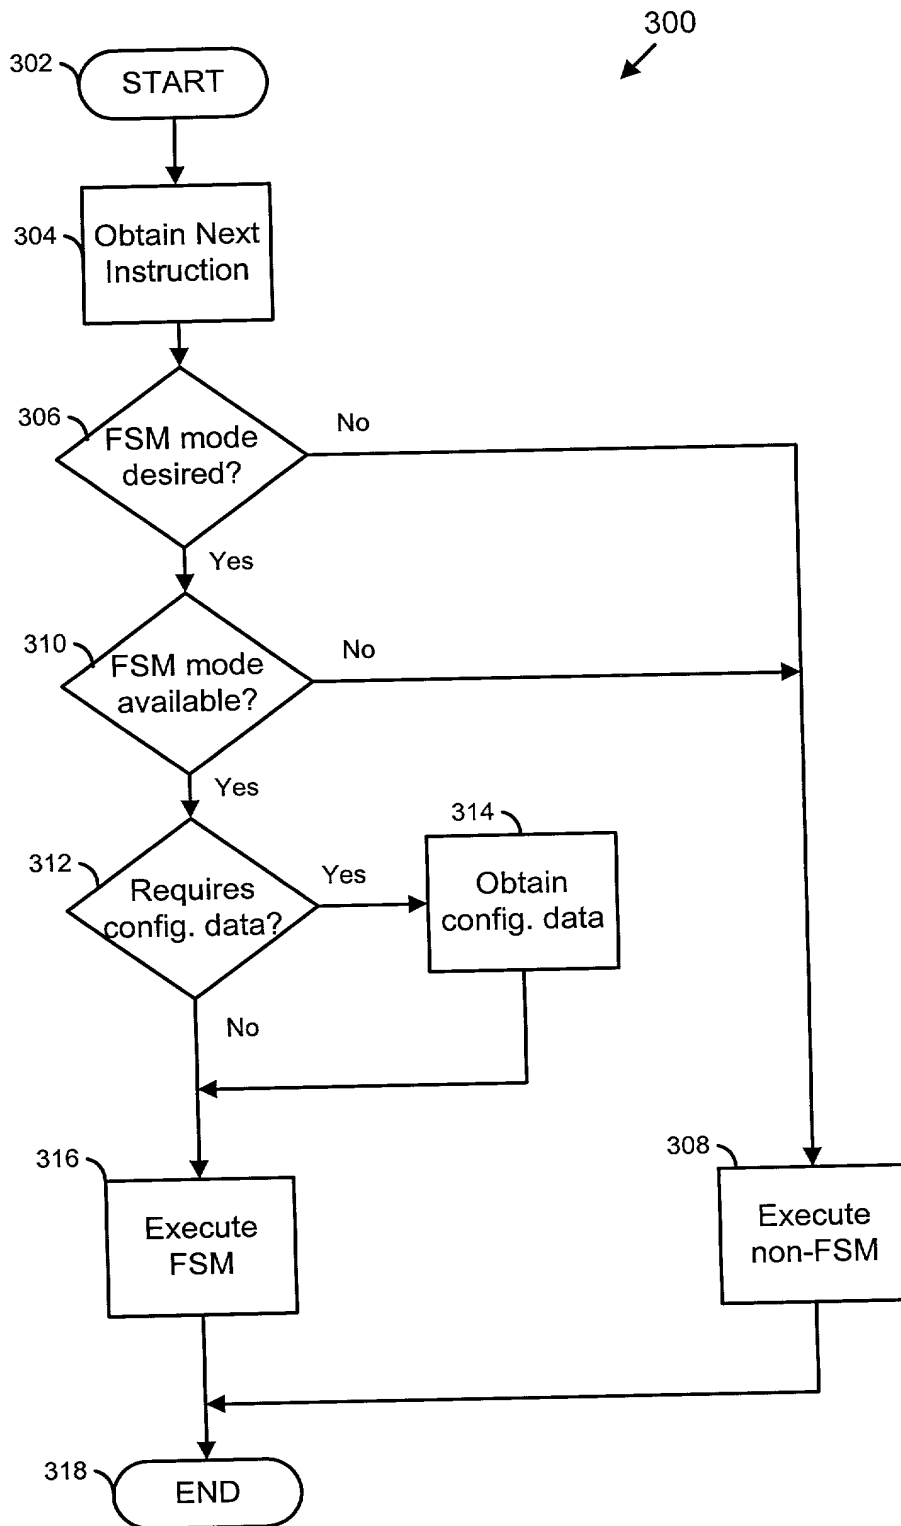 300
302
START
304
Obtain Next
Instruction
306
FSM mode
desired?
No
Yes
310
FSM mode
available?
No
Yes
312
Requires
config. data?
Yes
314
Obtain
config. data
No
316
Execute
FSM
308
Execute
non-FSM
318
END